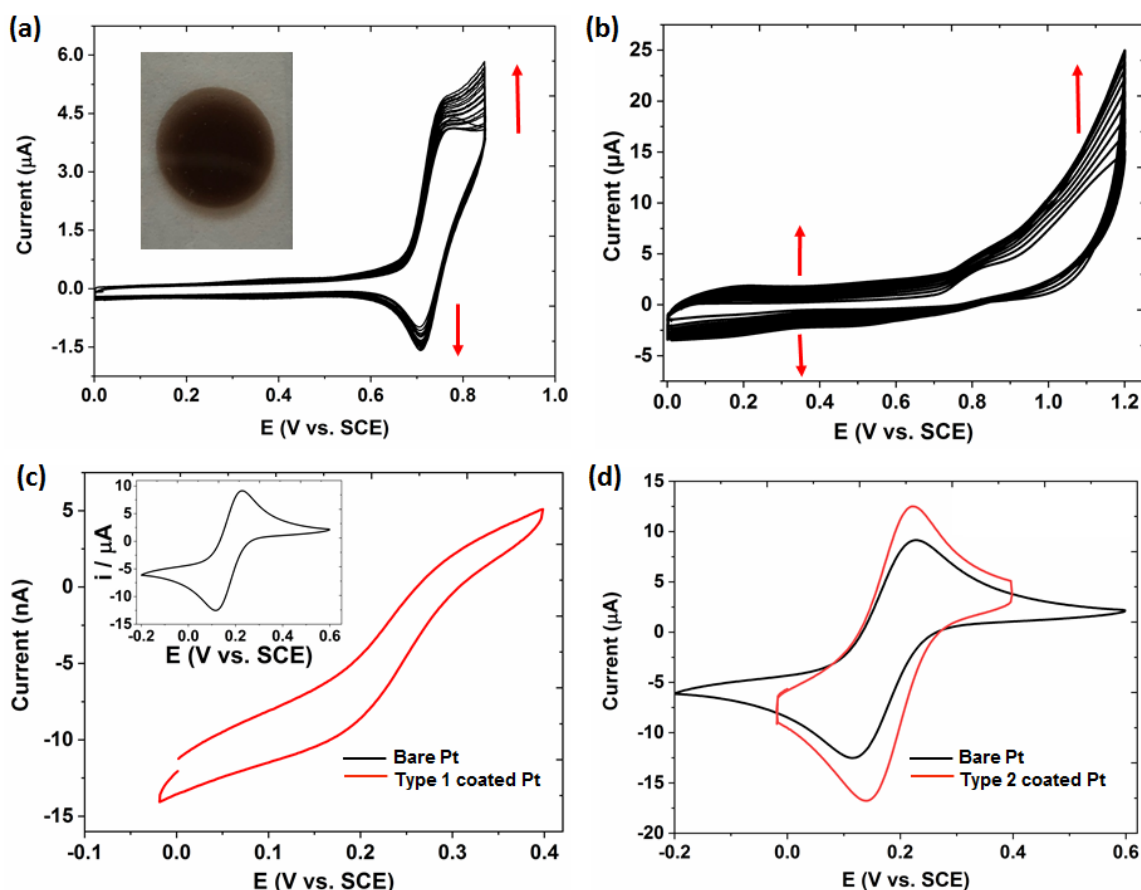 (a)
6.0
4.5
3.0
1.5
0.0
-1.5
Current (μA)
0.0 0.2 0.4 0.6 0.8 1.0
E (V vs. SCE)
(b)
25
20
15
10
5
0
-5
Current (μA)
0.0 0.2 0.4 0.6 0.8 1.0 1.2
E (V vs. SCE)
(c)
5
0
-5
-10
-15
Current (nA)
10
5
0
-5
-10
-15
i / μA
-0.2 0.0 0.2 0.4 0.6
E (V vs. SCE)
Bare Pt
Type 1 coated Pt
-0.1 0.0 0.1 0.2 0.3 0.4
E (V vs. SCE)
(d)
15
10
5
0
-5
-10
-15
-20
Current (μA)
Bare Pt
Type 2 coated Pt
-0.2 0.0 0.2 0.4 0.6
E (V vs. SCE)